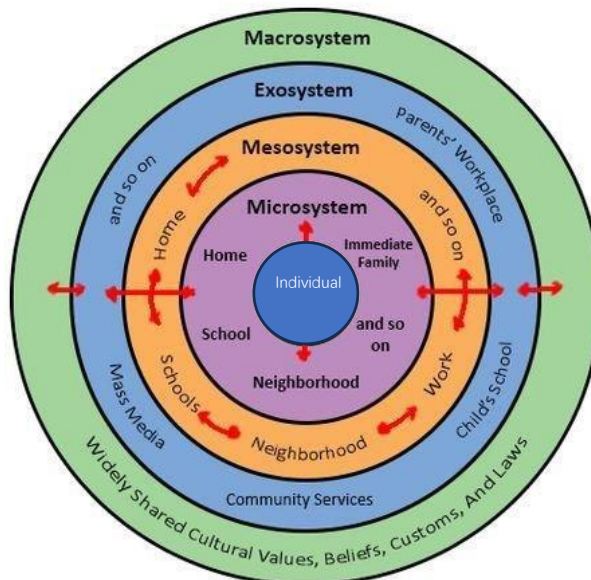 Macrosystem
Exosystem
Parents' Workplace
and so on
Mesosystem
and so on
Home
Microsystem
Home
Immediate
Family
Individual
School
and so
on
Neighborhood
Schools
Work
Neighborhood
Mass Media
Child's School
Community Services
Widely Shared Cultural Values, Beliefs, Customs, And Laws